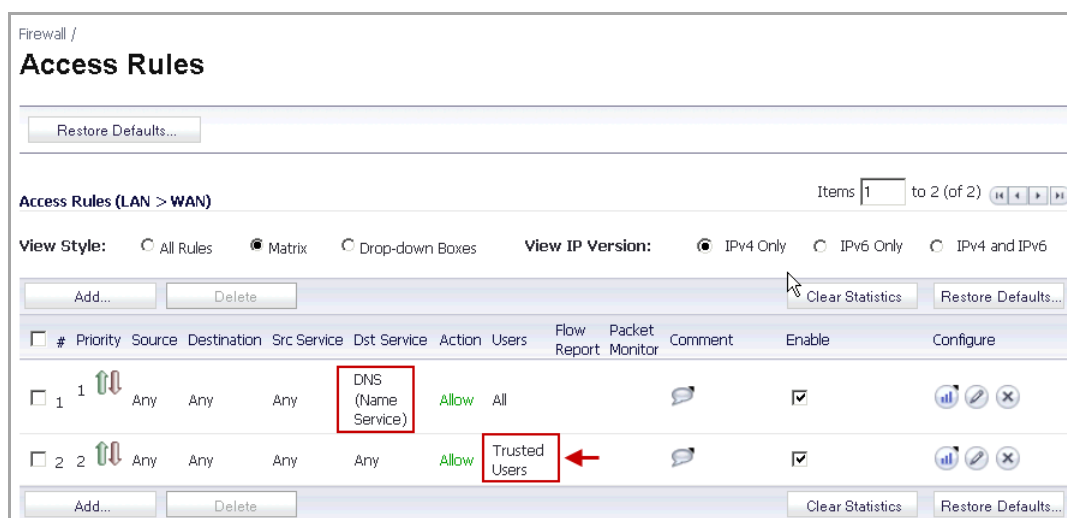 Firewall /
Access Rules
Restore Defaults...
Access Rules (LAN > WAN)
Items 1 to 2 (of 2)
View Style: All Rules Matrix Drop-down Boxes View IP Version: IPv4 Only IPv6 Only IPv4 and IPv6
Add... Delete Clear Statistics Restore Defaults...
# Priority Source Destination Src Service Dst Service Action Users Flow Report Packet Monitor Comment Enable Configure
1 1 Any Any Any DNS (Name Service) Allow All
2 2 Any Any Any Any Allow Trusted Users
Add... Delete Clear Statistics Restore Defaults...